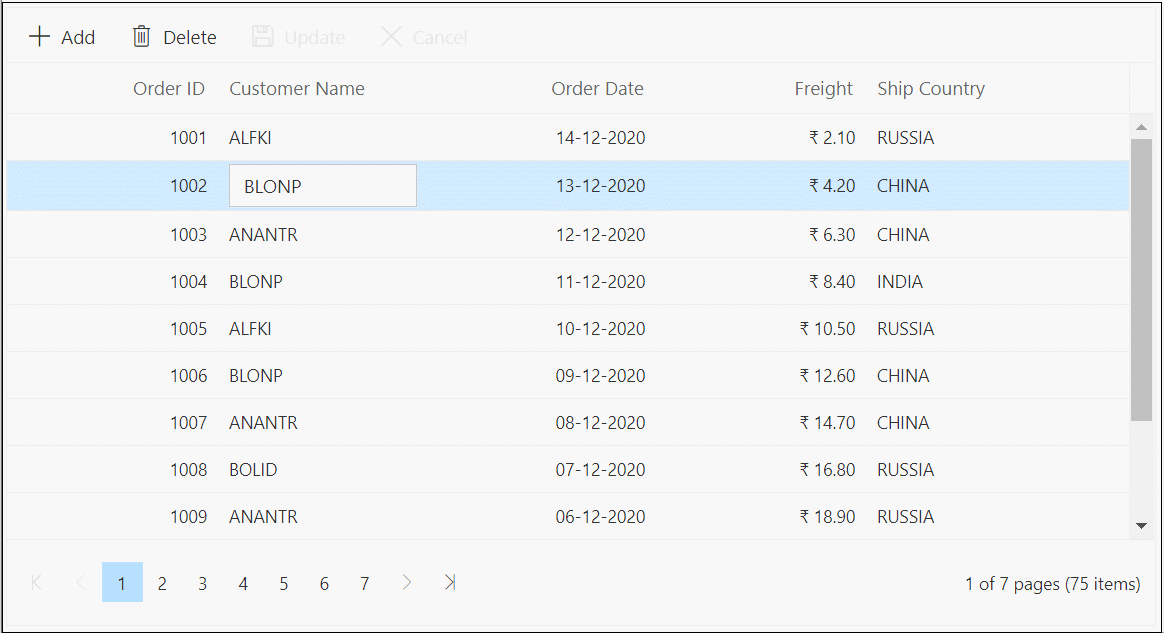 Add Delete Update Cancel
Order ID Customer Name Order Date Freight Ship Country
1001 ALFKI 14-12-2020 ₹ 2.10 RUSSIA
1002 BLONP 13-12-2020 ₹ 4.20 CHINA
1003 ANANTR 12-12-2020 ₹ 6.30 CHINA
1004 BLONP 11-12-2020 ₹ 8.40 INDIA
1005 ALFKI 10-12-2020 ₹ 10.50 RUSSIA
1006 BLONP 09-12-2020 ₹ 12.60 CHINA
1007 ANANTR 08-12-2020 ₹ 14.70 CHINA
1008 BOLID 07-12-2020 ₹ 16.80 RUSSIA
1009 ANANTR 06-12-2020 ₹ 18.90 RUSSIA
1 2 3 4 5 6 7 1 of 7 pages (75 items)